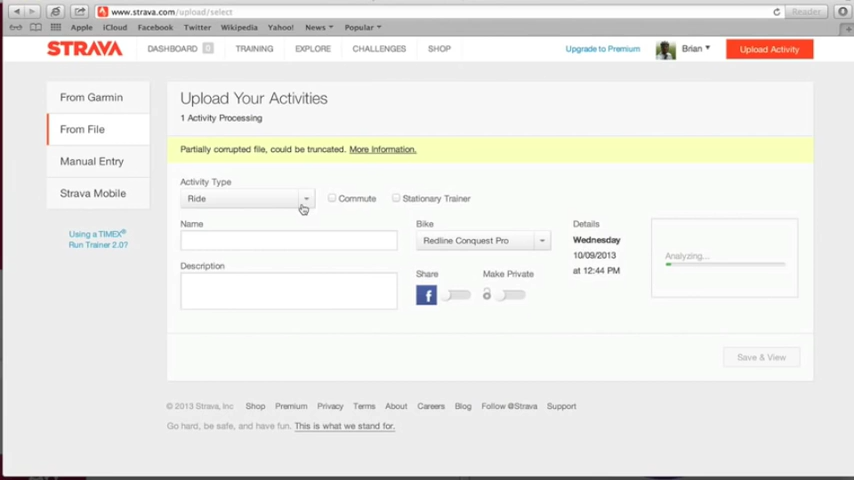 www.strava.com/upload/select
Reader
Apple iCloud Facebook Twitter Wikipedia Yahoo! News Popular
STRAVA DASHBOARD TRAINING EXPLORE CHALLENGES SHOP Upgrade to Premium Brian Upload Activity
From Garmin
From File
Manual Entry
Strava Mobile
Using a TIMEX®
Run Trainer 2.0?
Upload Your Activities
1 Activity Processing
Partially corrupted file, could be truncated. More Information.
Activity Type
Ride Commute Stationary Trainer
Name Bike Details
Redline Conquest Pro Wednesday
10/09/2013
at 12:44 PM
Analyzing...
Description Share Make Private
f
Save & View
© 2013 Strava, Inc Shop Premium Privacy Terms About Careers Blog Follow @Strava Support
Go hard, be safe, and have fun. This is what we stand for.